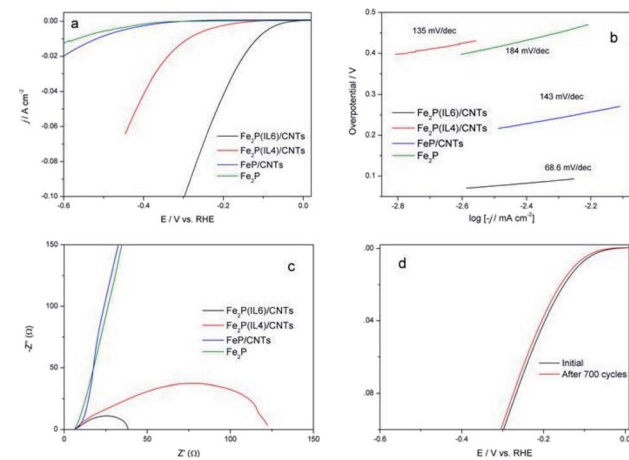 a
0.00
-0.02
-0.04
-0.06
-0.08
-0.10
j / A cm⁻²
Fe₂P(IL6)/CNTs
Fe₂P(IL4)/CNTs
FeP/CNTs
Fe₂P
-0.6 -0.4 -0.2 0.0
E / V vs. RHE
b
0.5
0.4
0.3
0.2
0.1
Overpotential / V
135 mV/dec
184 mV/dec
143 mV/dec
68.6 mV/dec
Fe₂P(IL6)/CNTs
Fe₂P(IL4)/CNTs
FeP/CNTs
Fe₂P
-2.8 -2.6 -2.4 -2.2
log [-j / mA cm⁻²]
c
150
100
50
0
-Z'' (Ω)
Fe₂P(IL6)/CNTs
Fe₂P(IL4)/CNTs
FeP/CNTs
Fe₂P
0 50 100 150
Z' (Ω)
d
.00
.04
.08
Initial
After 700 cycles
-0.6 -0.4 -0.2 0.0
E / V vs. RHE